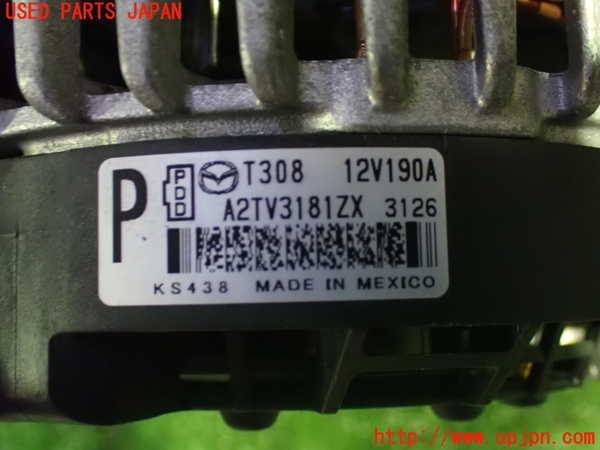 USED PARTS JAPAN
P
PDD
T308 12V190A
A2TV3181ZX 3126
KS438 MADE IN MEXICO
http://www.upjpn.com/